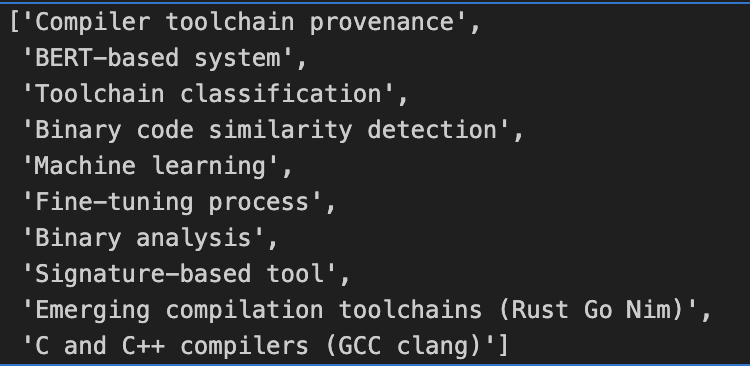 ['Compiler toolchain provenance',
'BERT-based system',
'Toolchain classification',
'Binary code similarity detection',
'Machine learning',
'Fine-tuning process',
'Binary analysis',
'Signature-based tool',
'Emerging compilation toolchains (Rust Go Nim)',
'C and C++ compilers (GCC clang)']